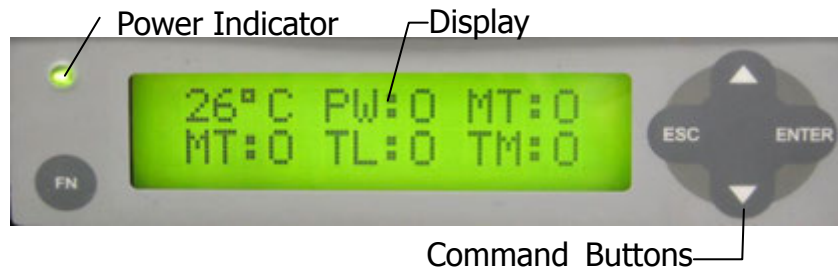 Power Indicator
Display
26°C PW:0 MT:0
MT:0 TL:0 TM:0
ESC
ENTER
FN
Command Buttons